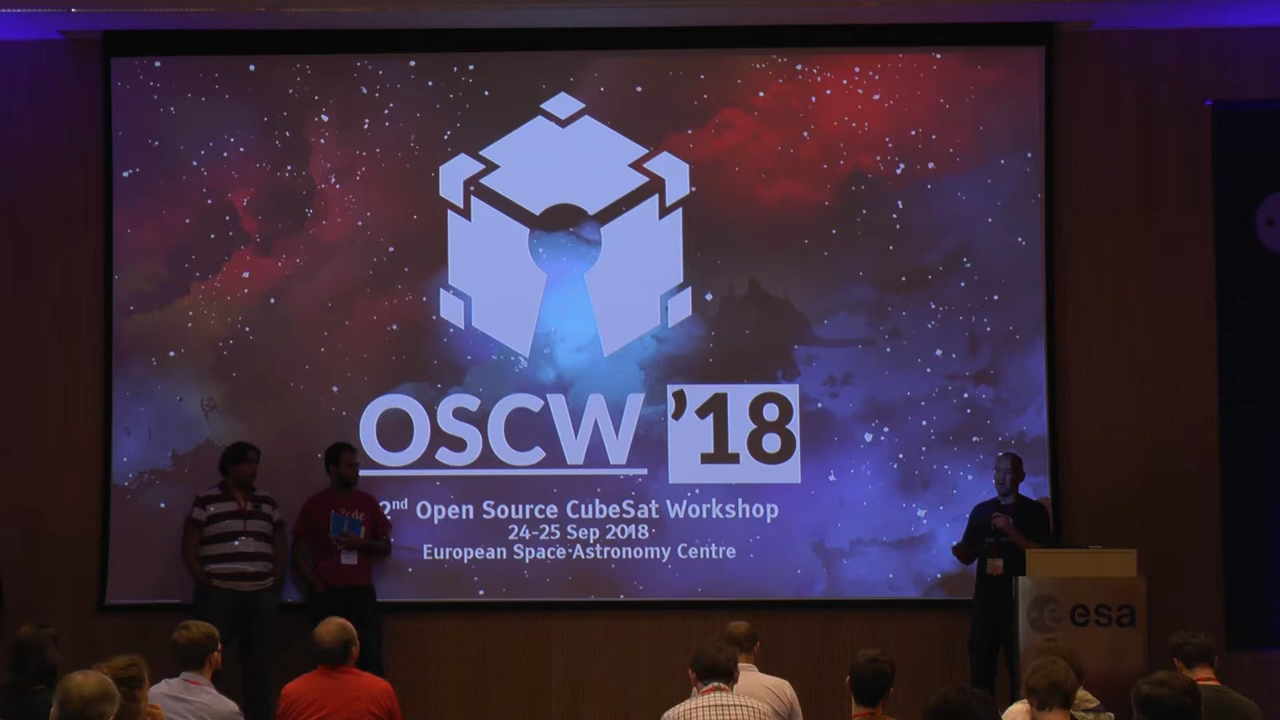 OSCW '18
2nd Open Source CubeSat Workshop
24-25 Sep 2018
European Space Astronomy Centre
esa